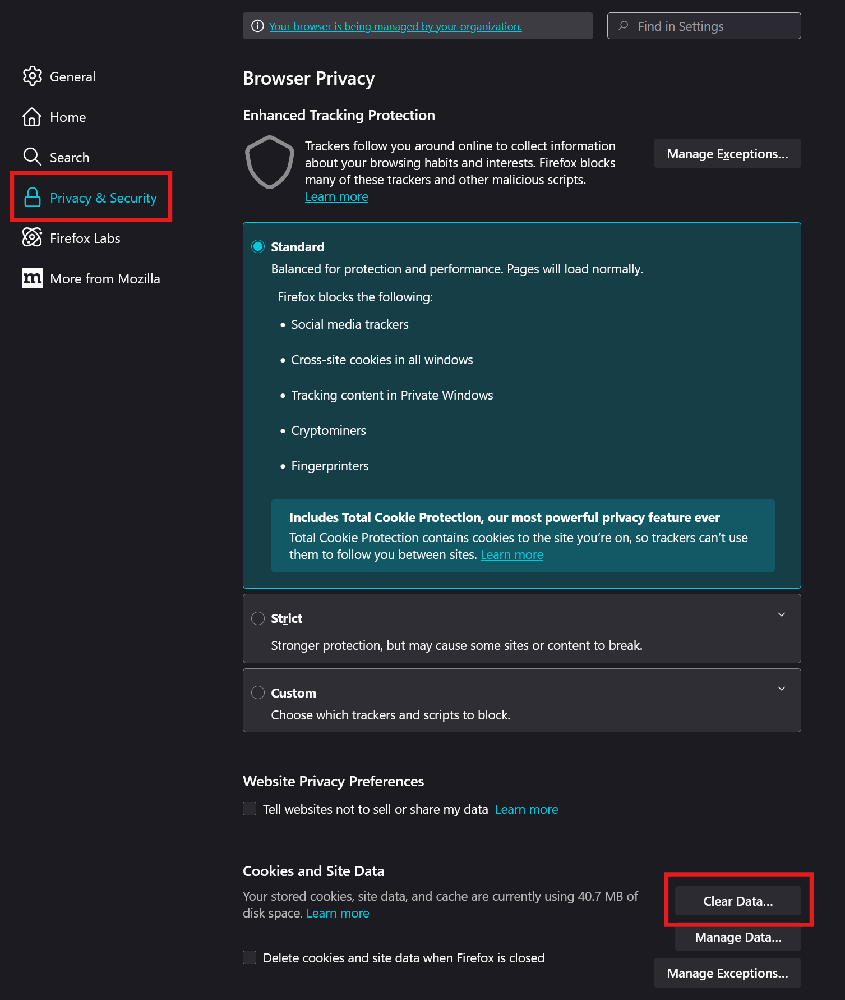 Your browser is being managed by your organization.
Find in Settings
General
Home
Search
Privacy & Security
Firefox Labs
m More from Mozilla
Browser Privacy
Enhanced Tracking Protection
Trackers follow you around online to collect information
about your browsing habits and interests. Firefox blocks
many of these trackers and other malicious scripts.
Learn more
Manage Exceptions...
Standard
Balanced for protection and performance. Pages will load normally.
Firefox blocks the following:
• Social media trackers
• Cross-site cookies in all windows
• Tracking content in Private Windows
• Cryptominers
• Fingerprinters
Includes Total Cookie Protection, our most powerful privacy feature ever
Total Cookie Protection contains cookies to the site you’re on, so trackers can’t use
them to follow you between sites. Learn more
Strict
Stronger protection, but may cause some sites or content to break.
Custom
Choose which trackers and scripts to block.
Website Privacy Preferences
Tell websites not to sell or share my data Learn more
Cookies and Site Data
Your stored cookies, site data, and cache are currently using 40.7 MB of
disk space. Learn more
Clear Data...
Manage Data...
Delete cookies and site data when Firefox is closed
Manage Exceptions...